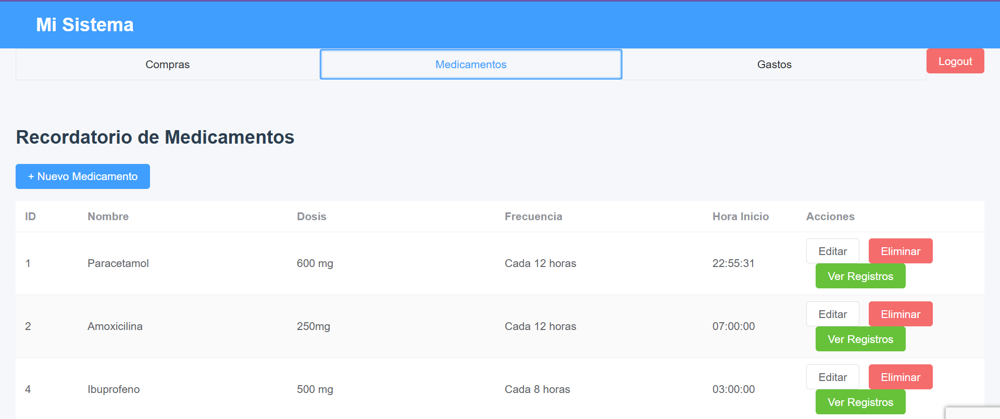 Mi Sistema
Compras Medicamentos Gastos Logout
Recordatorio de Medicamentos
+ Nuevo Medicamento
ID Nombre Dosis Frecuencia Hora Inicio Acciones
1 Paracetamol 600 mg Cada 12 horas 22:55:31 Editar Eliminar
Ver Registros
2 Amoxicilina 250mg Cada 12 horas 07:00:00 Editar Eliminar
Ver Registros
4 Ibuprofeno 500 mg Cada 8 horas 03:00:00 Editar Eliminar
Ver Registros